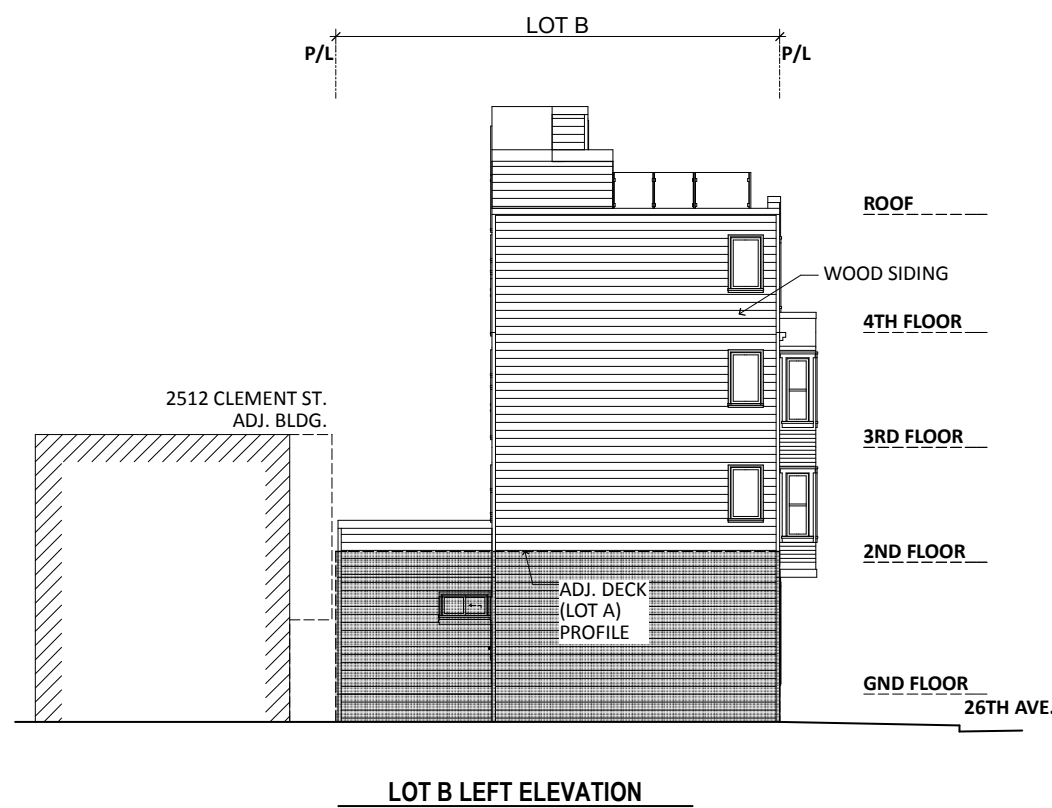 LOT B
P/L
P/L
ROOF
WOOD SIDING
4TH FLOOR
2512 CLEMENT ST.
ADJ. BLDG.
3RD FLOOR
2ND FLOOR
ADJ. DECK
(LOT A)
PROFILE
GND FLOOR
26TH AVE.
LOT B LEFT ELEVATION